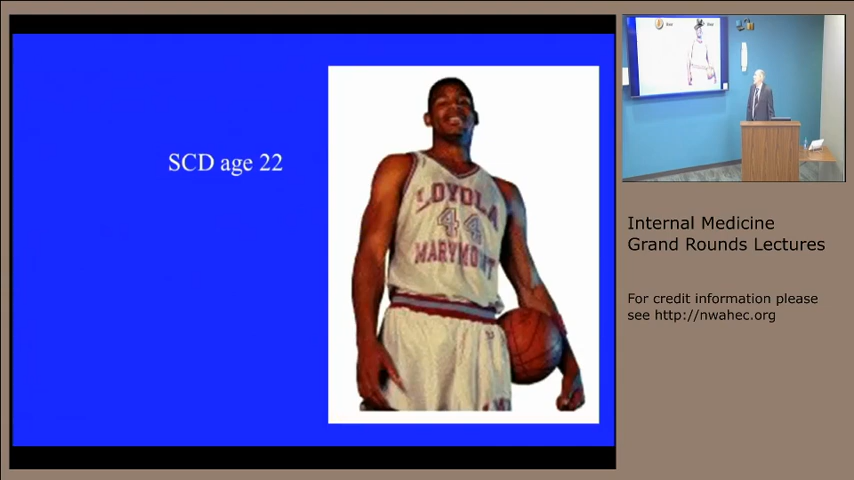 SCD age 22
LOYOLA
44
MARYMOUNT
Internal Medicine
Grand Rounds Lectures
For credit information please
see http://nwahec.org